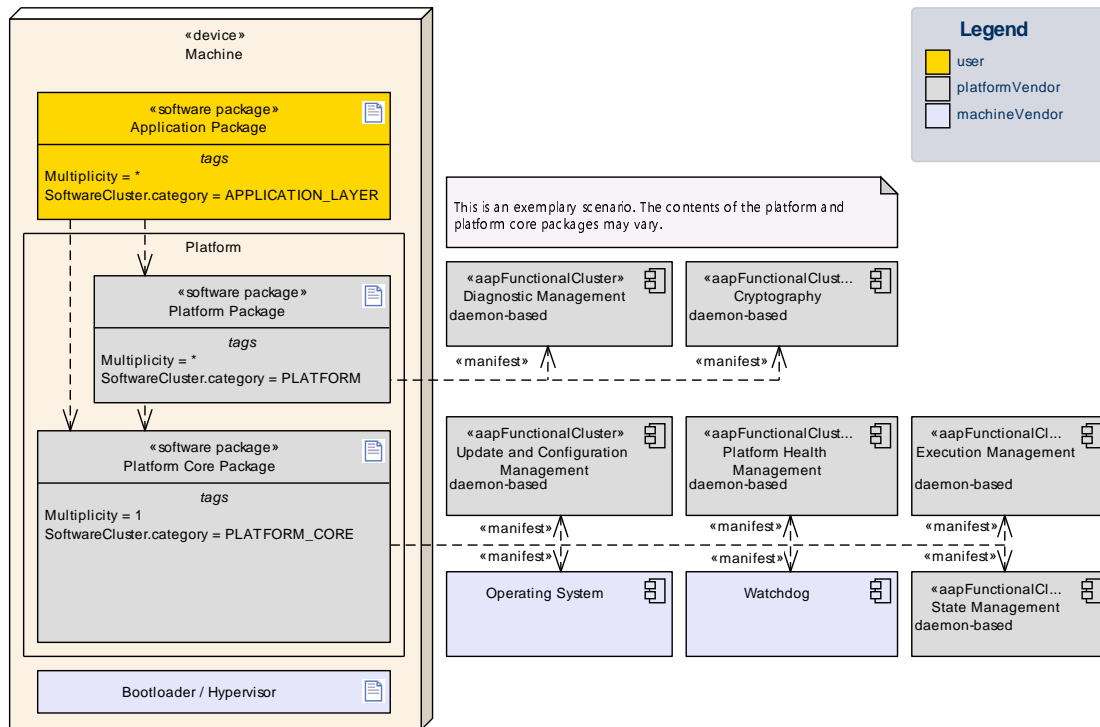 «device»
Machine
«software package»
Application Package
tags
Multiplicity = *
SoftwareCluster.category = APPLICATION_LAYER
Platform
«software package»
Platform Package
tags
Multiplicity = *
SoftwareCluster.category = PLATFORM
«software package»
Platform Core Package
tags
Multiplicity = 1
SoftwareCluster.category = PLATFORM_CORE
Bootloader / Hypervisor
Legend
user
platformVendor
machineVendor
This is an exemplary scenario. The contents of the platform and
platform core packages may vary.
«aapFunctionalCluster»
Diagnostic Management
daemon-based
«aapFunctionalClust...
Cryptography
daemon-based
«manifest»
«manifest»
«aapFunctionalCluster»
Update and Configuration
Management
daemon-based
«aapFunctionalClust...
Platform Health
Management
daemon-based
«aapFunctionalCl...
Execution Management
daemon-based
«manifest»
«manifest»
«manifest»
«manifest»
«manifest»
«manifest»
Operating System
Watchdog
«aapFunctionalCl...
State Management
daemon-based